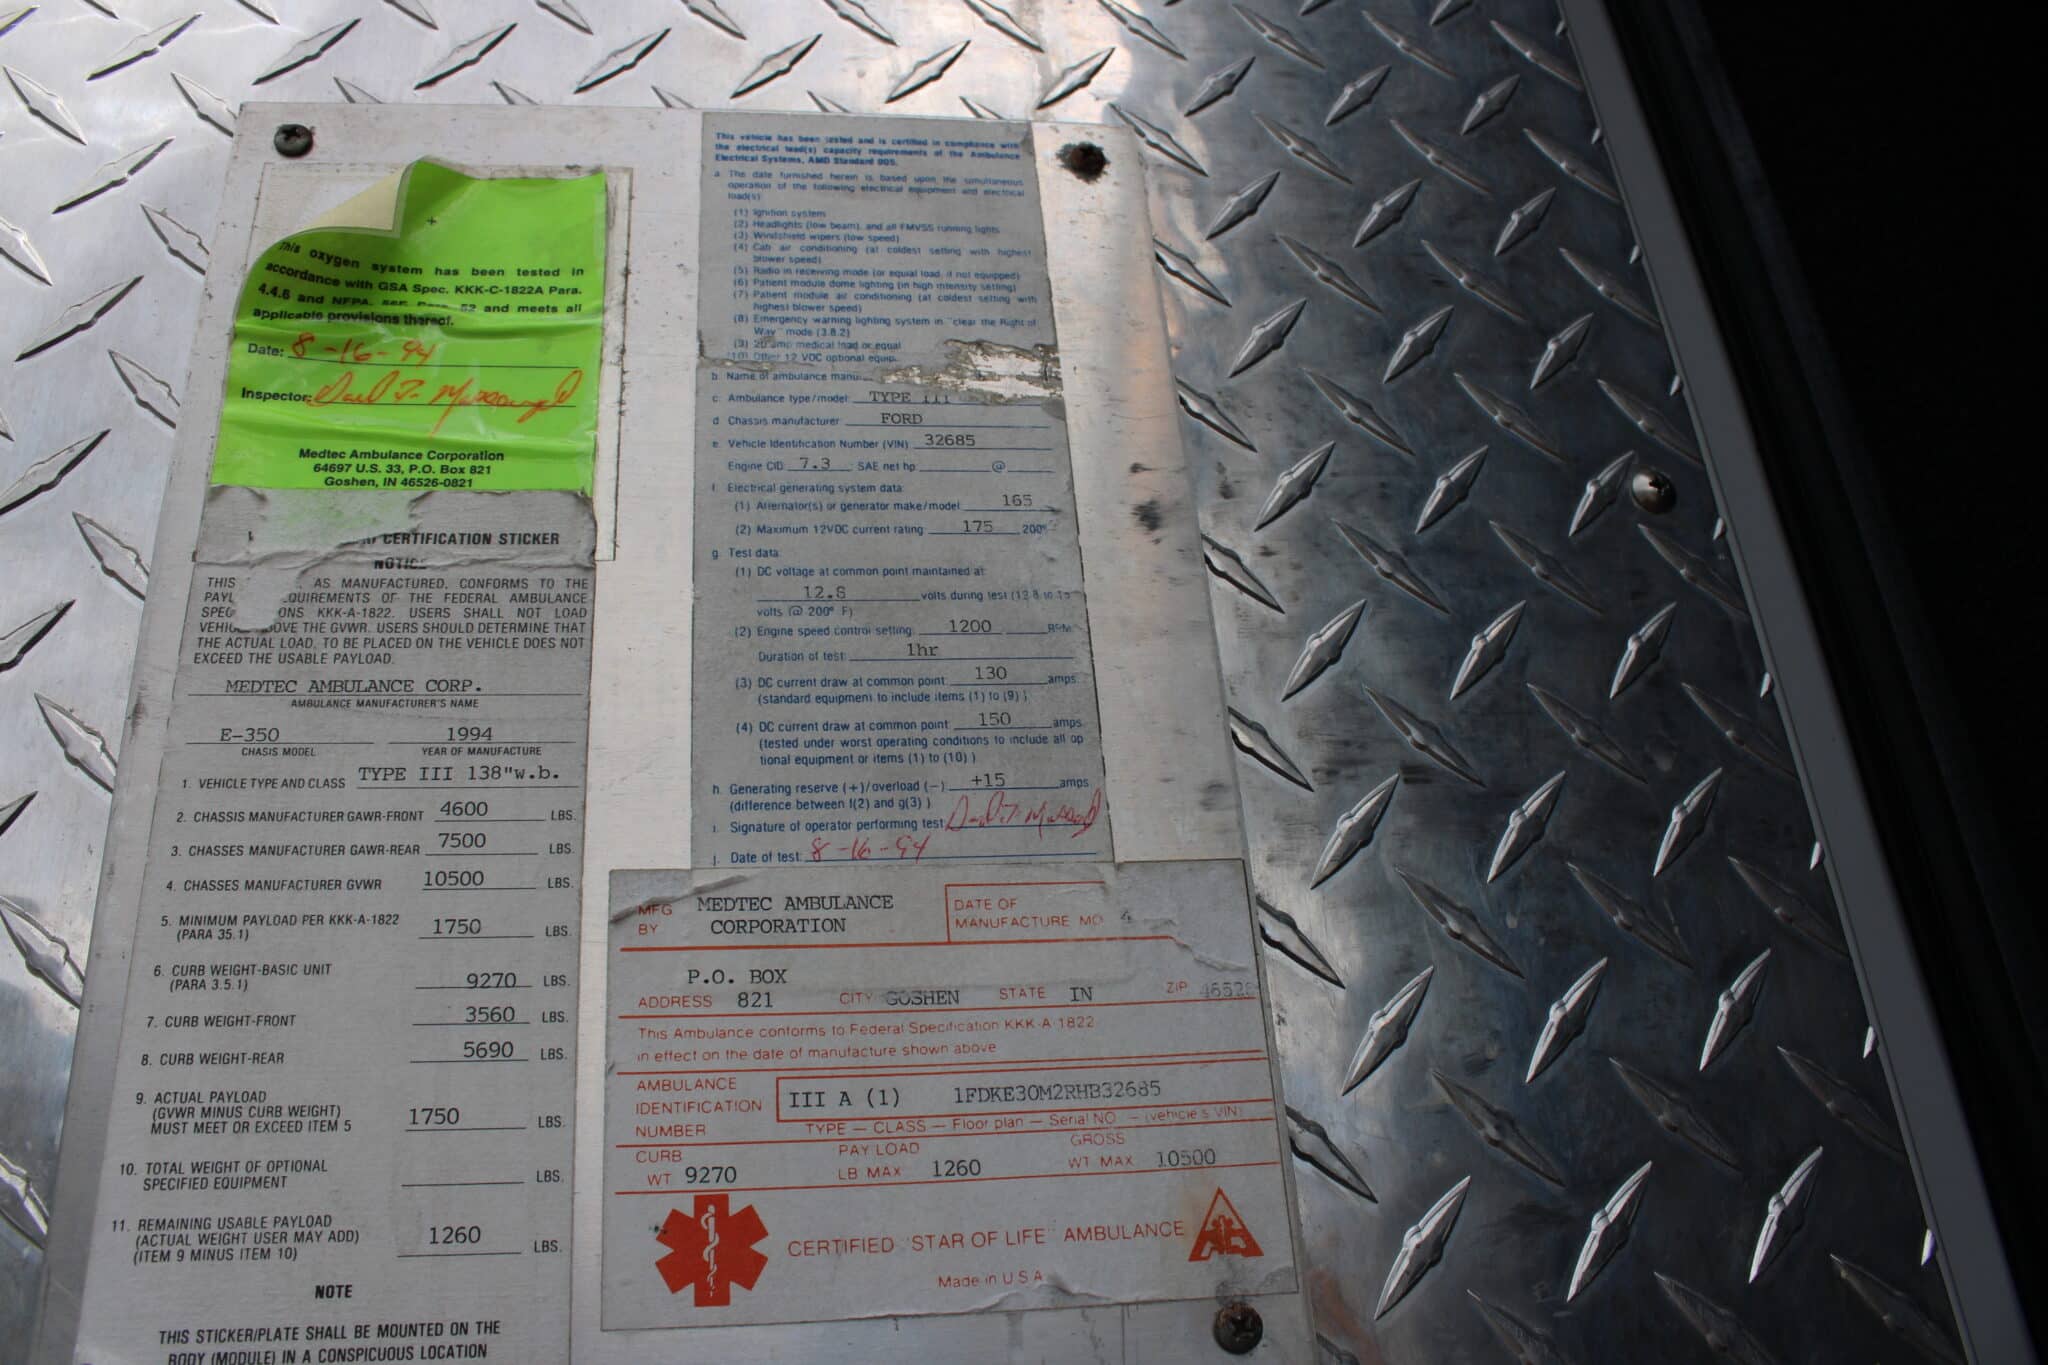 This oxygen system has been tested in
accordance with GSA Spec. KKK-C-1822A Para.
4.4.6 and NFPA, Para. 52 and meets all
applicable provisions thereof.
Date: 8-16-94
Inspector:
Medtec Ambulance Corporation
64697 U.S. 33, P.O. Box 821
Goshen, IN 46526-0821
CERTIFICATION STICKER
NOTICE
THIS AS MANUFACTURED, CONFORMS TO THE
OF THE FEDERAL AMBULANCE
KKK-A-1822. USERS SHALL NOT LOAD
THE GVWR. USERS SHOULD DETERMINE THAT
THE ACTUAL LOAD, TO BE PLACED ON THE VEHICLE DOES NOT
EXCEED THE USABLE PAYLOAD.
MEDTEC AMBULANCE CORP.
AMBULANCE MANUFACTURER'S NAME
E-350 1994
CHASIS MODEL YEAR OF MANUFACTURE
1. VEHICLE TYPE AND CLASS TYPE III 138"w.b.
2. CHASSIS MANUFACTURER GAWR-FRONT 4600 LBS.
3. CHASSES MANUFACTURER GAWR-REAR 7500 LBS.
4. CHASSES MANUFACTURER GVWR 10500 LBS.
5. MINIMUM PAYLOAD PER KKK-A-1822 1750 LBS.
(PARA 35.1)
6. CURB WEIGHT-BASIC UNIT 9270 LBS.
(PARA 3.5.1)
7. CURB WEIGHT-FRONT 3560 LBS.
8. CURB WEIGHT-REAR 5690 LBS.
9. ACTUAL PAYLOAD
(GVWR MINUS CURB WEIGHT) 1750 LBS.
MUST MEET OR EXCEED ITEM 5
10. TOTAL WEIGHT OF OPTIONAL
SPECIFIED EQUIPMENT LBS.
11. REMAINING USABLE PAYLOAD
(ACTUAL WEIGHT USER MAY ADD) 1260 LBS.
(ITEM 9 MINUS ITEM 10)
NOTE
THIS STICKER/PLATE SHALL BE MOUNTED ON THE
BODY (MODULE) IN A CONSPICUOUS LOCATION
This vehicle has been tested and is certified in compliance with
the electrical load(s) capacity requirements of the Ambulance
Electrical Systems, AMD Standard 005.
a. The date furnished herein is based upon the simultaneous
operation of the following electrical equipment and electrical
load(s)
(1) Ignition system
(2) Headlights (low beam), and all FMVSS running lights
(3) Windshield wipers (low speed)
(4) Cab air conditioning (at coldest setting with highest
blower speed)
(5) Radio in receiving mode (or equal load, if not equipped)
(6) Patient module dome lighting (in high intensity setting)
(7) Patient module air conditioning (at coldest setting with
highest blower speed)
(8) Emergency warning lighting system in "clear the Right of
Way" mode (3.8.2)
(9) 20 amp medical load or equal
(10) Other 12 VDC optional equip.
b. Name of ambulance
c. Ambulance type/model: TYPE III
d. Chassis manufacturer: FORD
e. Vehicle Identification Number (VIN) 32685
Engine CID: 7.3 SAE net hp @
f. Electrical generating system data:
(1) Alternator(s) or generator make/model 165
(2) Maximum 12VDC current rating: 175 200°
g. Test data:
(1) DC voltage at common point maintained at:
12.8 volts during test (12.8 to
volts @ 200° F)
(2) Engine speed control setting: 1200 RPM
Duration of test: 1hr
(3) DC current draw at common point: 130 amps
(standard equipment to include items (1) to (9) )
(4) DC current draw at common point: 150 amps
(tested under worst operating conditions to include all op
tional equipment or items (1) to (10) )
h. Generating reserve (+)/overload (-) +15 amps
(difference between f(2) and g(3) )
i. Signature of operator performing test:
j. Date of test: 8-16-94
MFG BY MEDTEC AMBULANCE CORPORATION
DATE OF
MANUFACTURE MO 4
P.O. BOX
ADDRESS 821 CITY GOSHEN STATE IN ZIP
This Ambulance conforms to Federal Specification KKK-A-1822
in effect on the date of manufacture shown above
AMBULANCE IDENTIFICATION NUMBER
III A (1) 1FDKE30M2RHB32685
TYPE — CLASS — Floor plan — Serial NO. — (vehicle's VIN)
CURB WT 9270 PAY LOAD LB MAX 1260 GROSS WT MAX 10500
CERTIFIED "STAR OF LIFE" AMBULANCE
Made in U.S.A